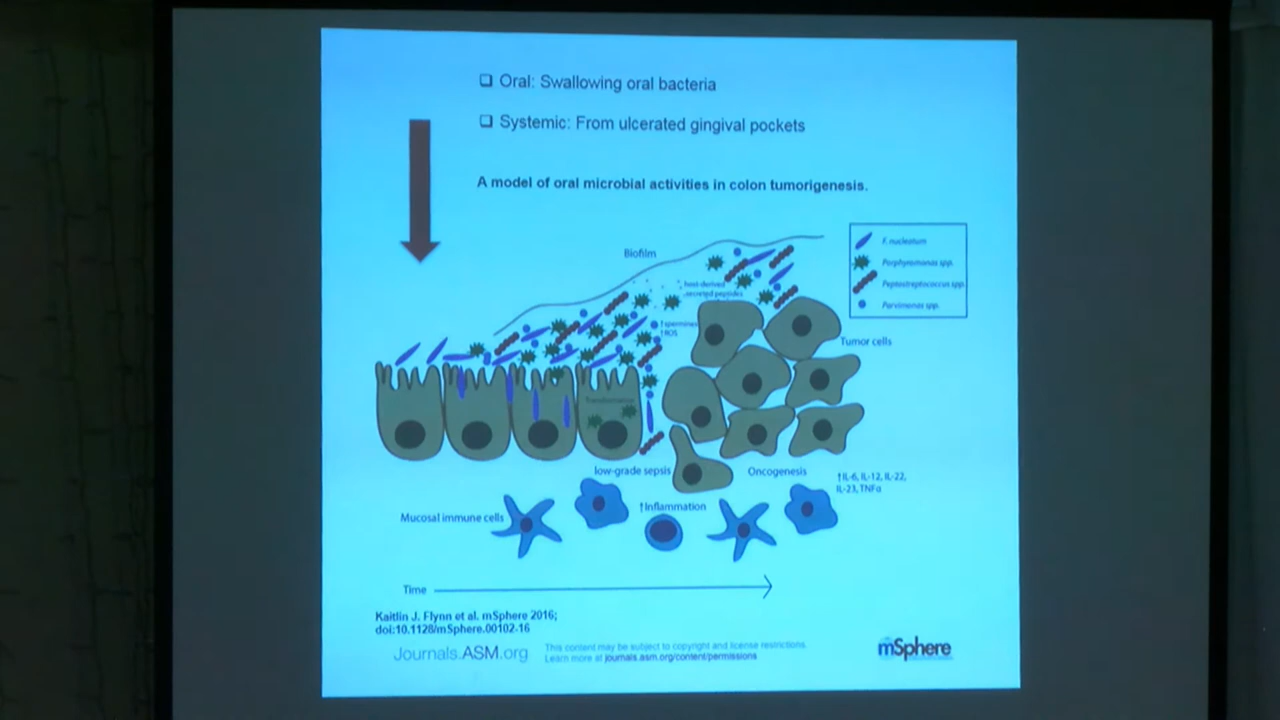 Oral: Swallowing oral bacteria
Systemic: From ulcerated gingival pockets
A model of oral microbial activities in colon tumorigenesis.
Biofilm
F. nucleatum
Porphyromonas spp.
Peptostreptococcus spp.
Parvimonas spp.
host-derived
secreted peptides
↑spermines
↑ROS
Tumor cells
Transformation
low-grade sepsis
Oncogenesis
↑IL-6, IL-12, IL-22,
IL-23, TNFα
Mucosal immune cells
↑Inflammation
Time
Kaitlin J. Flynn et al. mSphere 2016;
doi:10.1128/mSphere.00102-16
Journals.ASM.org
This content may be subject to copyright and license restrictions.
Learn more at journals.asm.org/content/permissions
mSphere